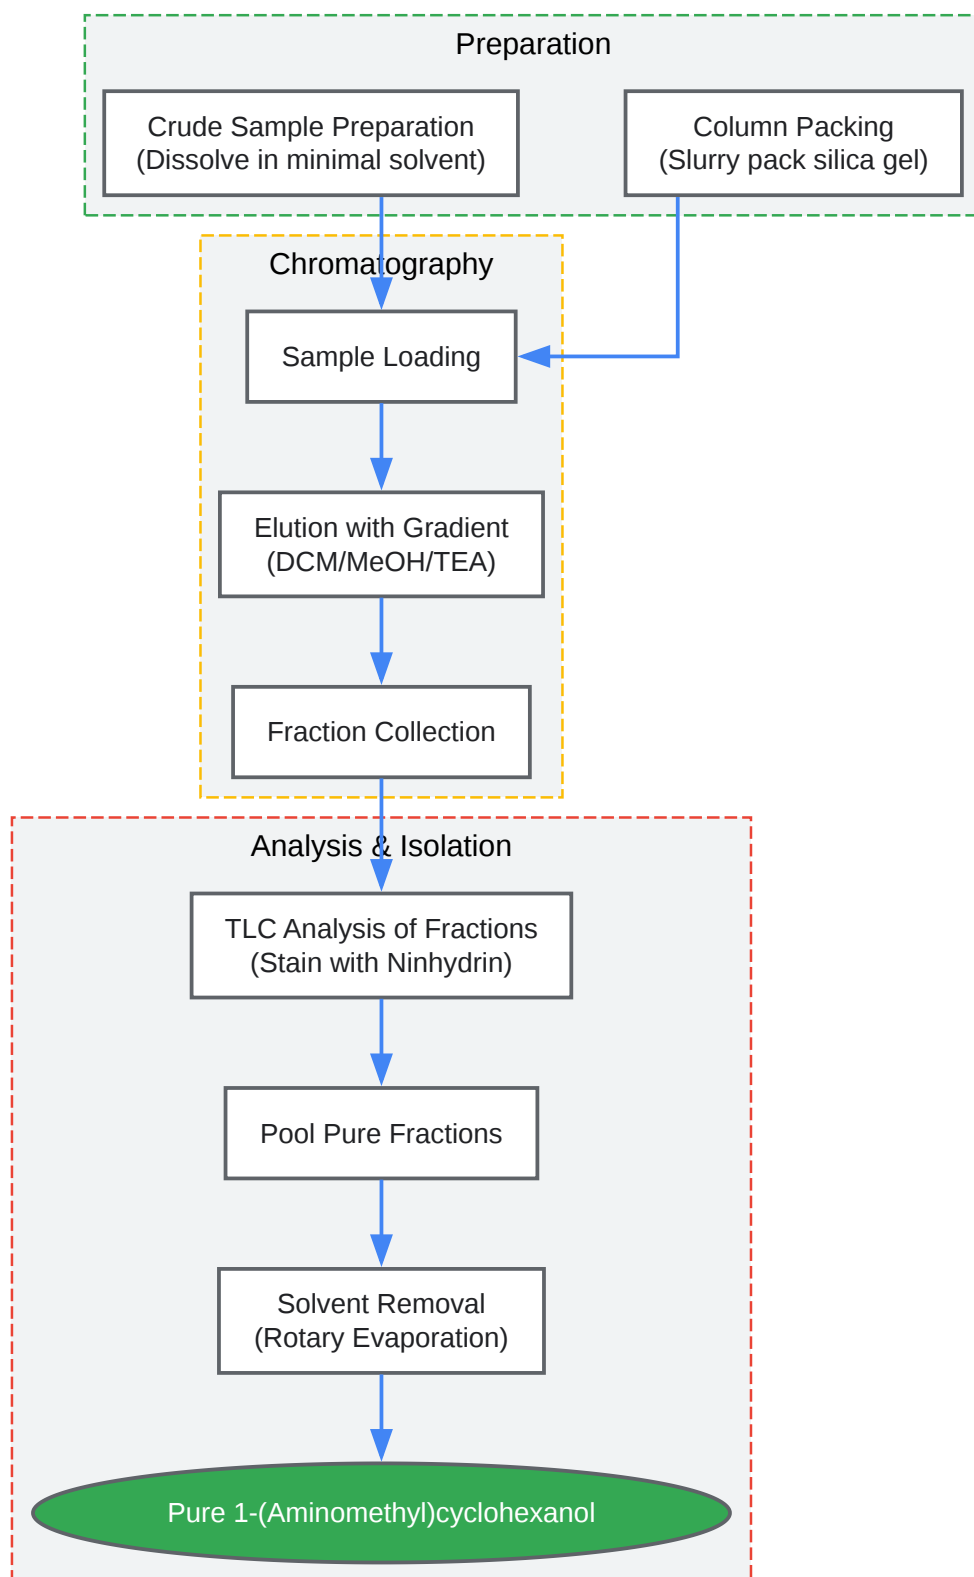 Preparation
Crude Sample Preparation
(Dissolve in minimal solvent)
Column Packing
(Slurry pack silica gel)
Chromatography
Sample Loading
Elution with Gradient
(DCM/MeOH/TEA)
Fraction Collection
Analysis & Isolation
TLC Analysis of Fractions
(Stain with Ninhydrin)
Pool Pure Fractions
Solvent Removal
(Rotary Evaporation)
Pure 1-(Aminomethyl)cyclohexanol